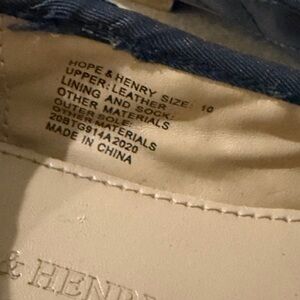 HOPE & HENRY SIZE: 10
UPPER: LEATHER
LINING AND SOCK:
OTHER MATERIALS
OUTER SOLE:
OTHER MATERIALS
20BTG914A2020
MADE IN CHINA
& HENRY